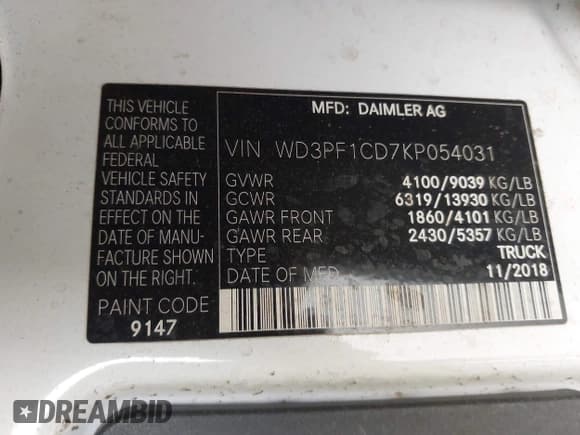 MFD: DAIMLER AG
THIS VEHICLE
CONFORMS TO
ALL APPLICABLE
FEDERAL
VEHICLE SAFETY
STANDARDS IN
EFFECT ON THE
DATE OF MANU-
FACTURE SHOWN
ON THE RIGHT.
PAINT CODE
9147
VIN WD3PF1CD7KP054031
GVWR 4100/9039 KG/LB
GCWR 6319/13930 KG/LB
GAWR FRONT 1860/4101 KG/LB
GAWR REAR 2430/5357 KG/LB
TYPE TRUCK
DATE OF MFD 11/2018
DREAMBID